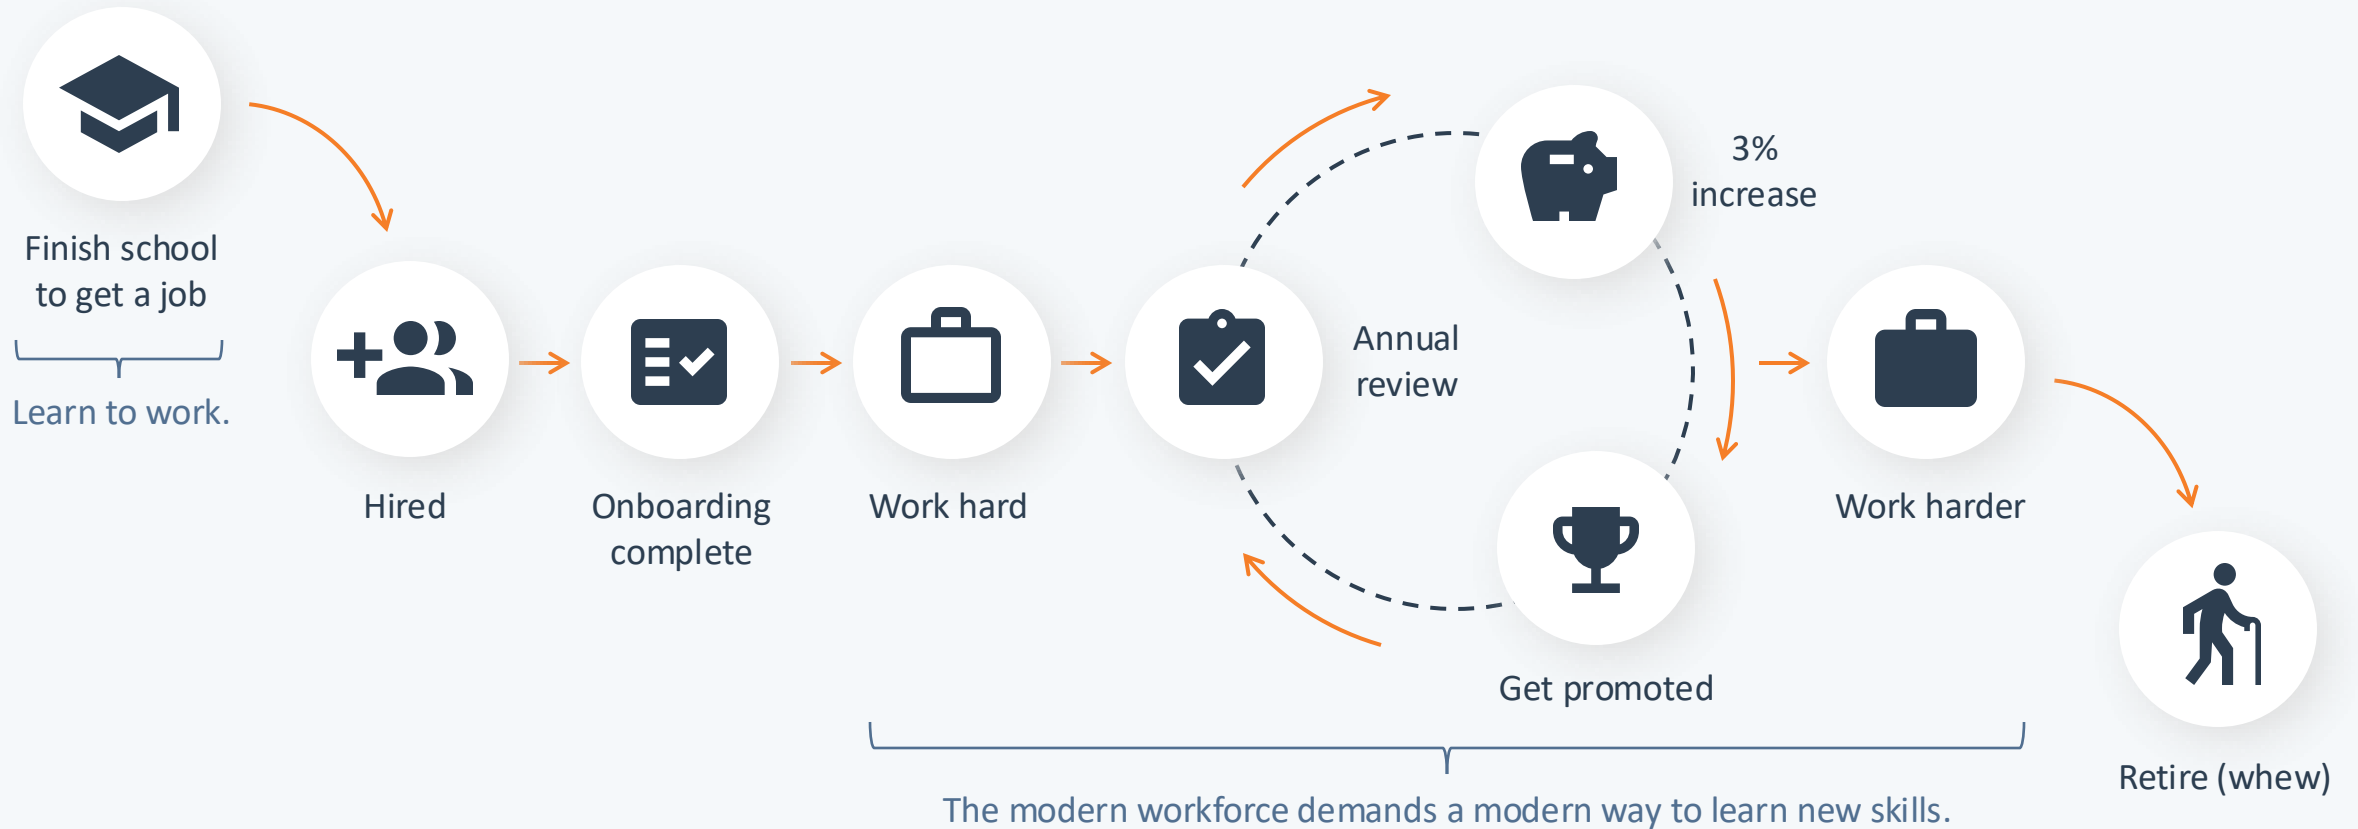 Finish school
to get a job
Learn to work.
Hired
Onboarding
complete
Work hard
Annual
review
3%
increase
Get promoted
Work harder
Retire (whew)
The modern workforce demands a modern way to learn new skills.